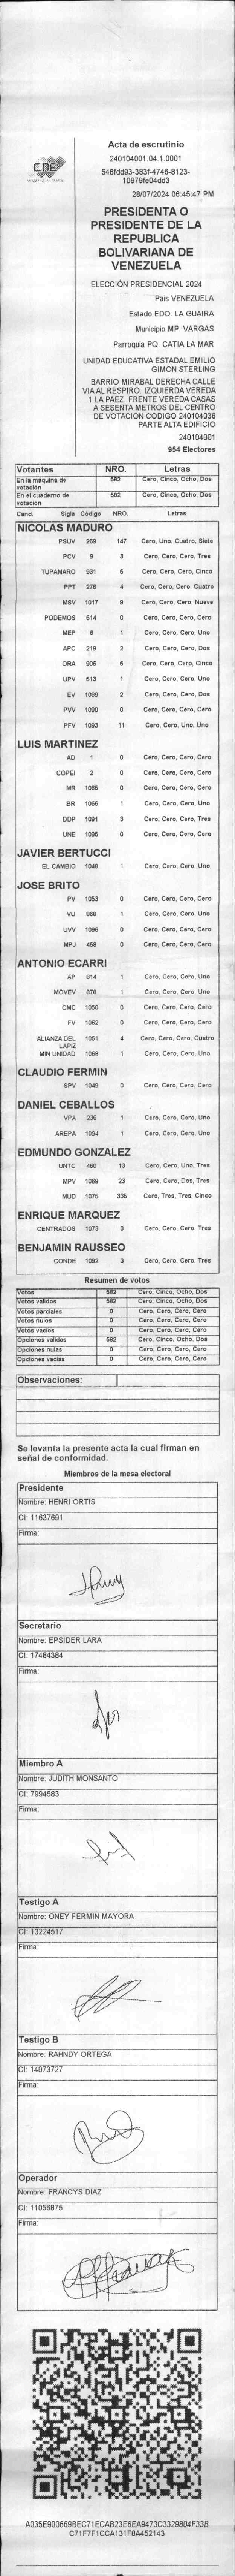 CNE
Acta de escrutinio
240104001.04.1.0001
548fdd93-383f-4746-8123-
10979fe04dd3
28/07/2024 06:45:47 PM
PRESIDENTA O
PRESIDENTE DE LA
REPUBLICA
BOLIVARIANA DE
VENEZUELA
ELECCIÓN PRESIDENCIAL 2024
Pais VENEZUELA
Estado EDO. LA GUAIRA
Municipio MP. VARGAS
Parroquia PQ. CATIA LA MAR
UNIDAD EDUCATIVA ESTADAL EMILIO
GIMON STERLING
BARRIO MIRABAL DERECHA CALLE
VIA AL RESPIRO. IZQUIERDA VEREDA
1 LA PAEZ. FRENTE VEREDA CASAS
A SESENTA METROS DEL CENTRO
DE VOTACION CODIGO 240104036
PARTE ALTA EDIFICIO
240104001
954 Electores
Votantes NRO. Letras
En la máquina de votación 582 Cero, Cinco, Ocho, Dos
En el cuaderno de votación 582 Cero, Cinco, Ocho, Dos
Cand. Sigla Código NRO. Letras
NICOLAS MADURO
PSUV 269 147 Cero, Uno, Cuatro, Siete
PCV 9 3 Cero, Cero, Cero, Tres
TUPAMARO 931 5 Cero, Cero, Cero, Cinco
PPT 276 4 Cero, Cero, Cero, Cuatro
MSV 1017 9 Cero, Cero, Cero, Nueve
PODEMOS 514 0 Cero, Cero, Cero, Cero
MEP 6 1 Cero, Cero, Cero, Uno
APC 219 2 Cero, Cero, Cero, Dos
ORA 906 5 Cero, Cero, Cero, Cinco
UPV 513 1 Cero, Cero, Cero, Uno
EV 1089 2 Cero, Cero, Cero, Dos
PVV 1090 0 Cero, Cero, Cero, Cero
PFV 1093 11 Cero, Cero, Uno, Uno
LUIS MARTINEZ
AD 1 0 Cero, Cero, Cero, Cero
COPEI 2 0 Cero, Cero, Cero, Cero
MR 1065 0 Cero, Cero, Cero, Cero
BR 1066 1 Cero, Cero, Cero, Uno
DDP 1091 3 Cero, Cero, Cero, Tres
UNE 1095 0 Cero, Cero, Cero, Cero
JAVIER BERTUCCI
EL CAMBIO 1048 1 Cero, Cero, Cero, Uno
JOSE BRITO
PV 1053 0 Cero, Cero, Cero, Cero
VU 868 1 Cero, Cero, Cero, Uno
UVV 1096 0 Cero, Cero, Cero, Cero
MPJ 458 0 Cero, Cero, Cero, Cero
ANTONIO ECARRI
AP 814 1 Cero, Cero, Cero, Uno
MOVEV 878 1 Cero, Cero, Cero, Uno
CMC 1050 0 Cero, Cero, Cero, Cero
FV 1062 0 Cero, Cero, Cero, Cero
ALIANZA DEL LAPIZ 1051 4 Cero, Cero, Cero, Cuatro
MIN UNIDAD 1088 1 Cero, Cero, Cero, Uno
CLAUDIO FERMIN
SPV 1049 0 Cero, Cero, Cero, Cero
DANIEL CEBALLOS
VPA 236 1 Cero, Cero, Cero, Uno
AREPA 1094 1 Cero, Cero, Cero, Uno
EDMUNDO GONZALEZ
UNTC 460 13 Cero, Cero, Uno, Tres
MPV 1069 23 Cero, Cero, Dos, Tres
MUD 1075 335 Cero, Tres, Tres, Cinco
ENRIQUE MARQUEZ
CENTRADOS 1073 3 Cero, Cero, Cero, Tres
BENJAMIN RAUSSEO
CONDE 1092 3 Cero, Cero, Cero, Tres
Resumen de votos
Votos 582 Cero, Cinco, Ocho, Dos
Votos validos 582 Cero, Cinco, Ocho, Dos
Votos parciales 0 Cero, Cero, Cero, Cero
Votos nulos 0 Cero, Cero, Cero, Cero
Votos vacios 0 Cero, Cero, Cero, Cero
Opciones validas 582 Cero, Cinco, Ocho, Dos
Opciones nulas 0 Cero, Cero, Cero, Cero
Opciones vacias 0 Cero, Cero, Cero, Cero
Observaciones:
Se levanta la presente acta la cual firman en
señal de conformidad.
Miembros de la mesa electoral
Presidente
Nombre: HENRI ORTIS
CI: 11637691
Firma:
Secretario
Nombre: EPSIDER LARA
CI: 17484384
Firma:
Miembro A
Nombre: JUDITH MONSANTO
CI: 7994583
Firma:
Testigo A
Nombre: ONEY FERMIN MAYORA
CI: 13224517
Firma:
Testigo B
Nombre: RAHNDY ORTEGA
CI: 14073727
Firma:
Operador
Nombre: FRANCYS DIAZ
CI: 11056875
Firma:
A035E900669BEC71ECAB23E6EA9473C3329804F33B
C71F7F1CCA131F8A452143